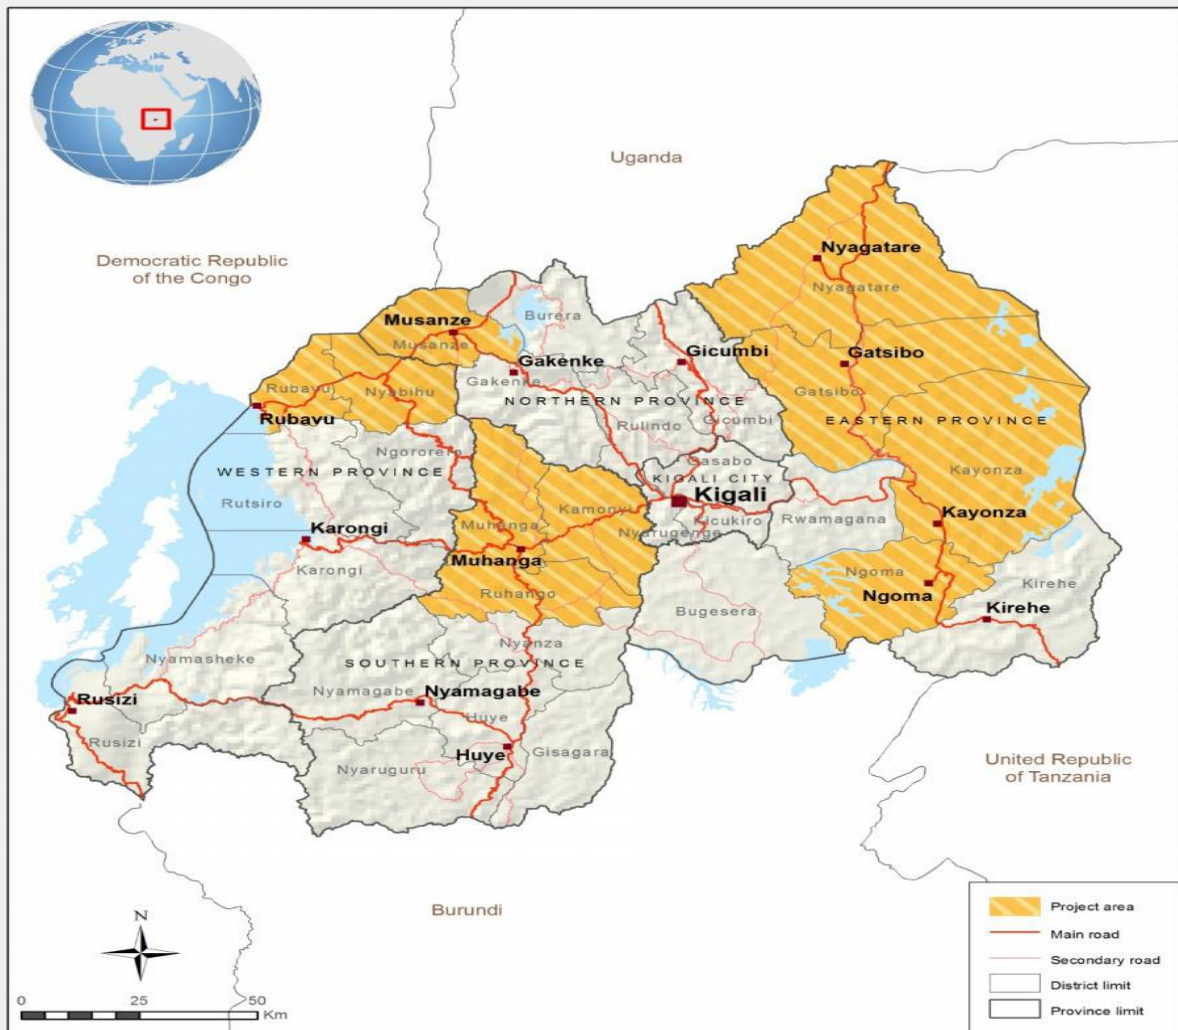 Uganda
Democratic Republic
of the Congo
Nyagatare
Nyagatare
Musanze
Musanze
Burera
Gakenke
Gakenke
Gicumbi
Gicumbi
Gatsibo
Gatsibo
Rubavu
Rubavu
Nyabihu
NORTHERN PROVINCE
Rulindo
EASTERN PROVINCE
Ngororero
WESTERN PROVINCE
Rutsiro
Gasabo
KIGALI CITY
Kigali
Kayonza
Kayonza
Kamonyi
Muhanga
Muhanga
Nyarugenge
Kicukiro
Rwamagana
Karongi
Karongi
Ruhango
Ngoma
Ngoma
Kirehe
Kirehe
Bugesera
Nyanza
Nyamasheke
SOUTHERN PROVINCE
Nyamagabe
Nyamagabe
Rusizi
Rusizi
Huye
Huye
Gisagara
Nyaruguru
United Republic
of Tanzania
Burundi
N
0 25 50
Km
Project area
Main road
Secondary road
District limit
Province limit